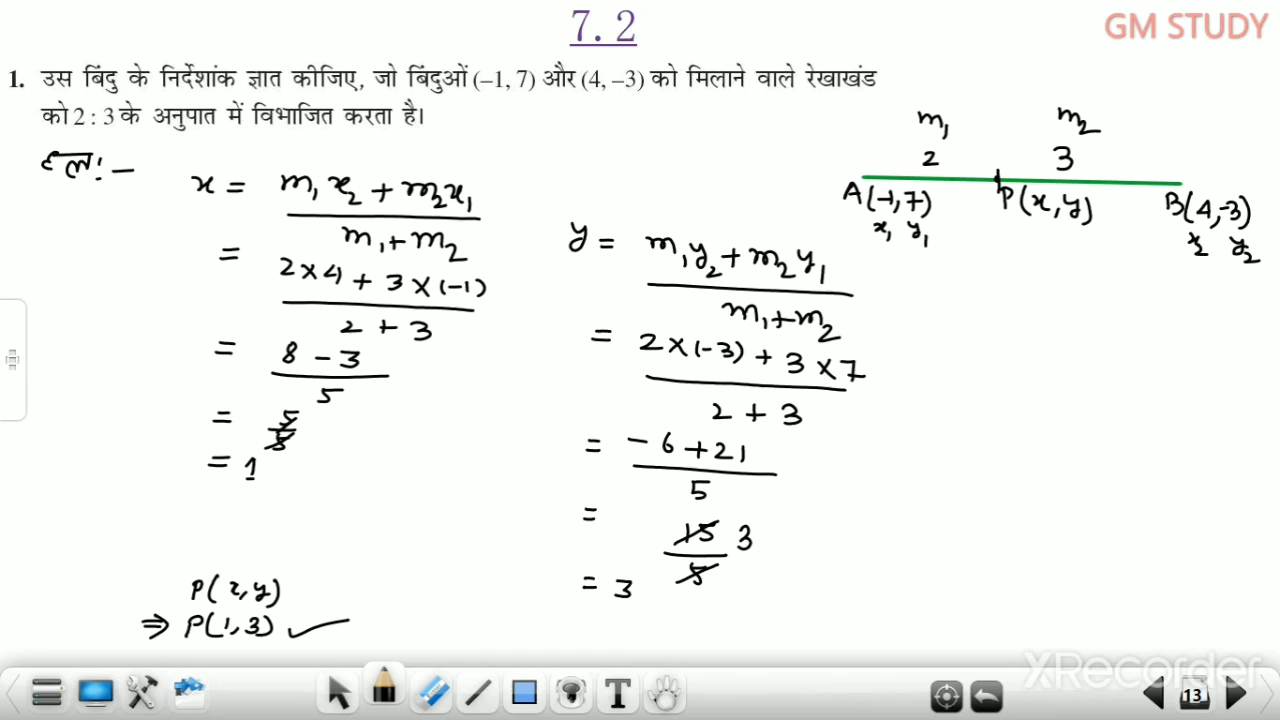 7.2
GM STUDY
1. उस बिंदु के निर्देशांक ज्ञात कीजिए, जो बिंदुओं (–1, 7) और (4, –3) को मिलाने वाले रेखाखंड
को 2 : 3 के अनुपात में विभाजित करता है।
m₁ m₂
2 3
A(-1,7) P(x,y) B(4,-3)
x₁ y₁ x₂ y₂
हल:-
x = m₁x₂ + m₂x₁
m₁+m₂
= 2×4 + 3×(-1)
2 + 3
= 8 - 3
5
= 5
5
= 1
y = m₁y₂ + m₂y₁
m₁+m₂
= 2×(-3) + 3×7
2 + 3
= -6+21
5
= 15 3
5
= 3
P(x,y)
⇒ P(1,3) ✓
XRecorder
T
13